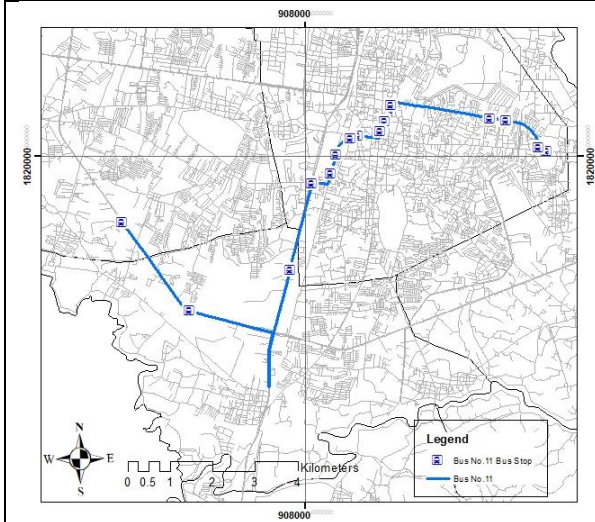 908000
1820000
1820000
N
W E
S
0 0.5 1 2 3 4
Kilometers
Legend
Bus No.11 Bus Stop
Bus No.11
908000